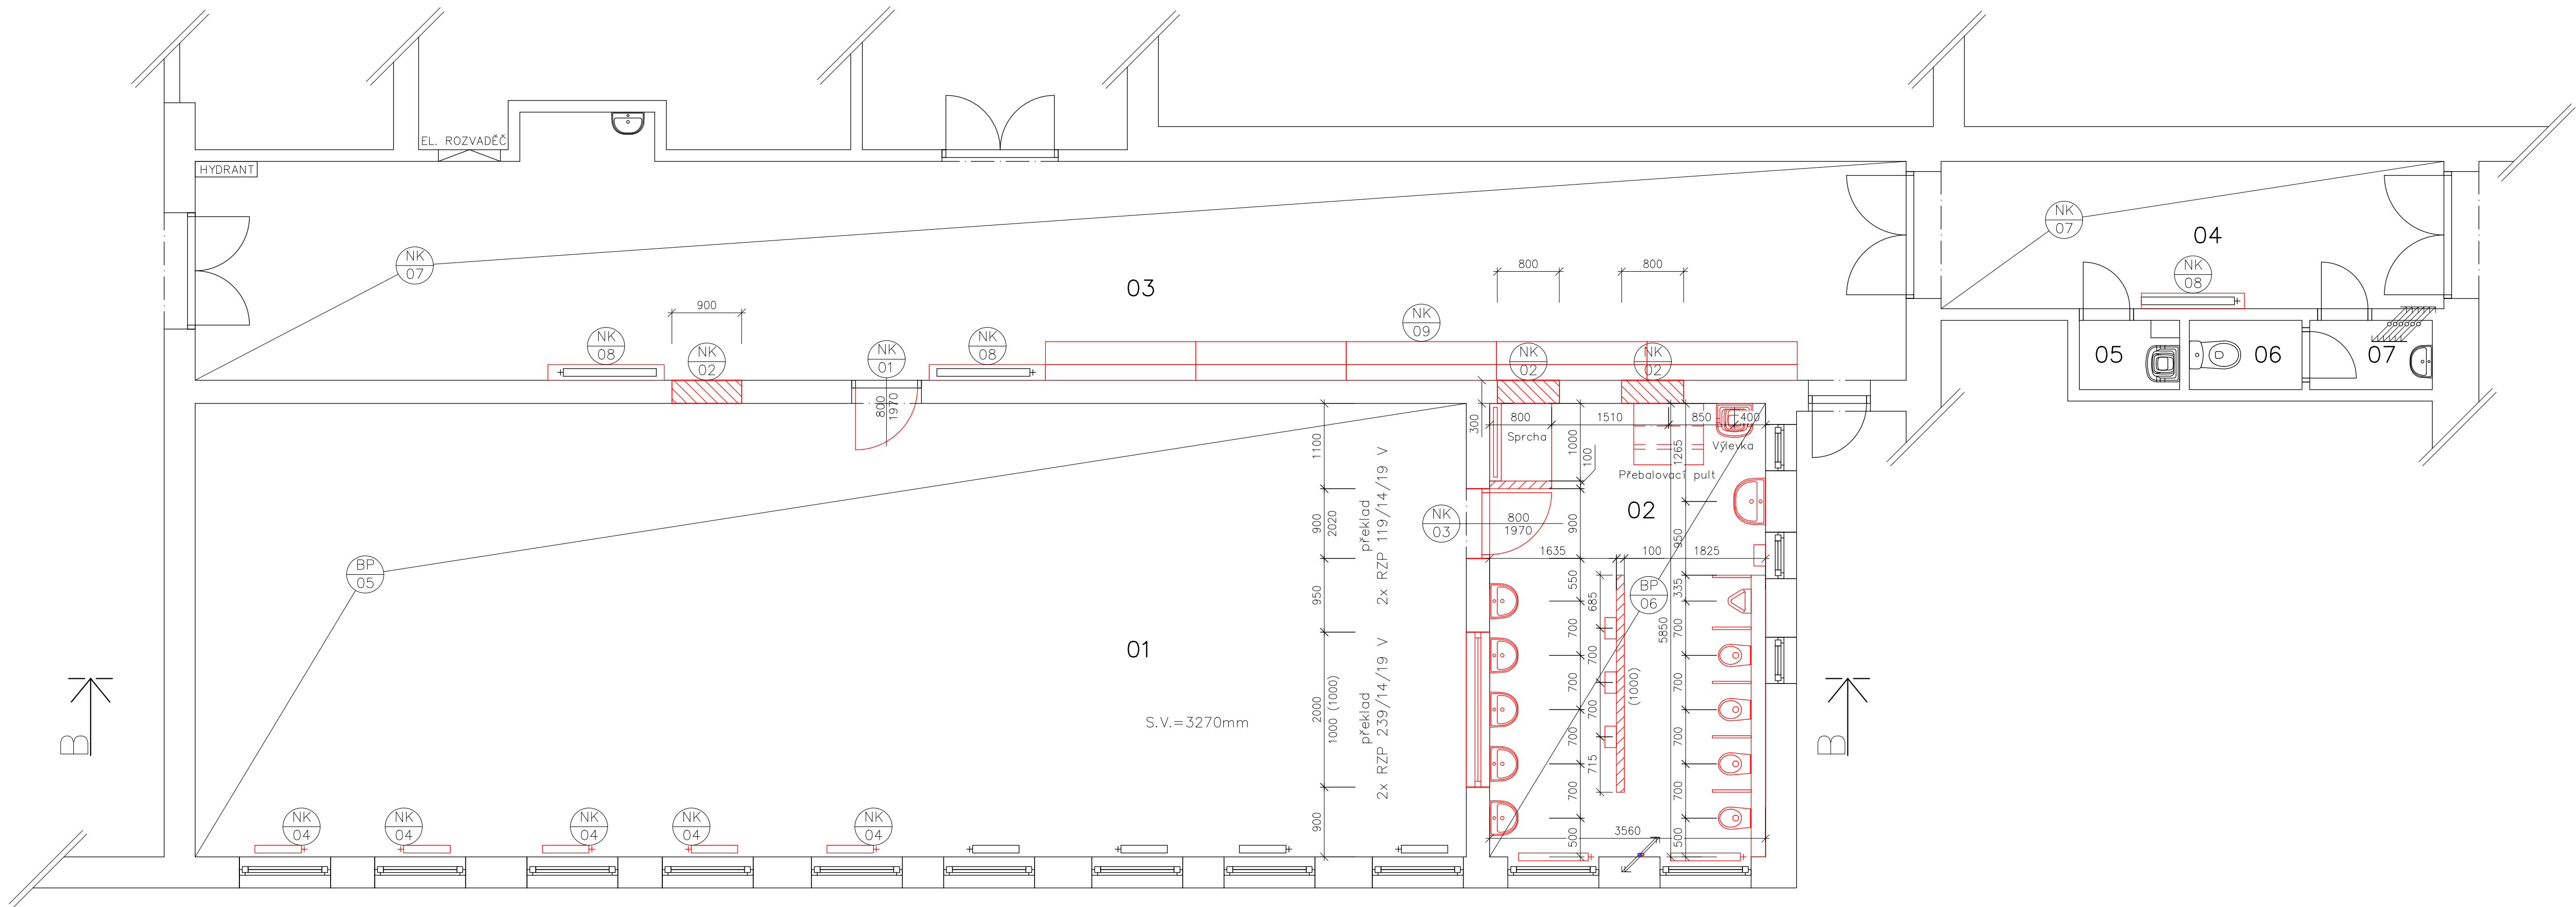 EL. ROZVADĚČ
HYDRANT
NK
07
NK
07
04
NK
08
03
800
800
900
NK
09
NK
08
NK
02
NK
01
NK
08
NK
02
NK
02
05
06
07
800
1970
300
800
1510
850
400
Sprcha
Výlevka
Přebalovací pult
1100
1000
100
1265
překlad
2x RZP 119/14/19 V
900
2020
NK
03
800
1970
900
02
950
1635
100
1825
BP
05
950
550
685
BP
06
335
5850
700
700
700
01
překlad
2x RZP 239/14/19 V
2000
1000 (1000)
700
700
(1000)
700
B
S.V.=3270mm
700
715
700
B
700
700
900
500
3560
500
NK
04
NK
04
NK
04
NK
04
NK
04